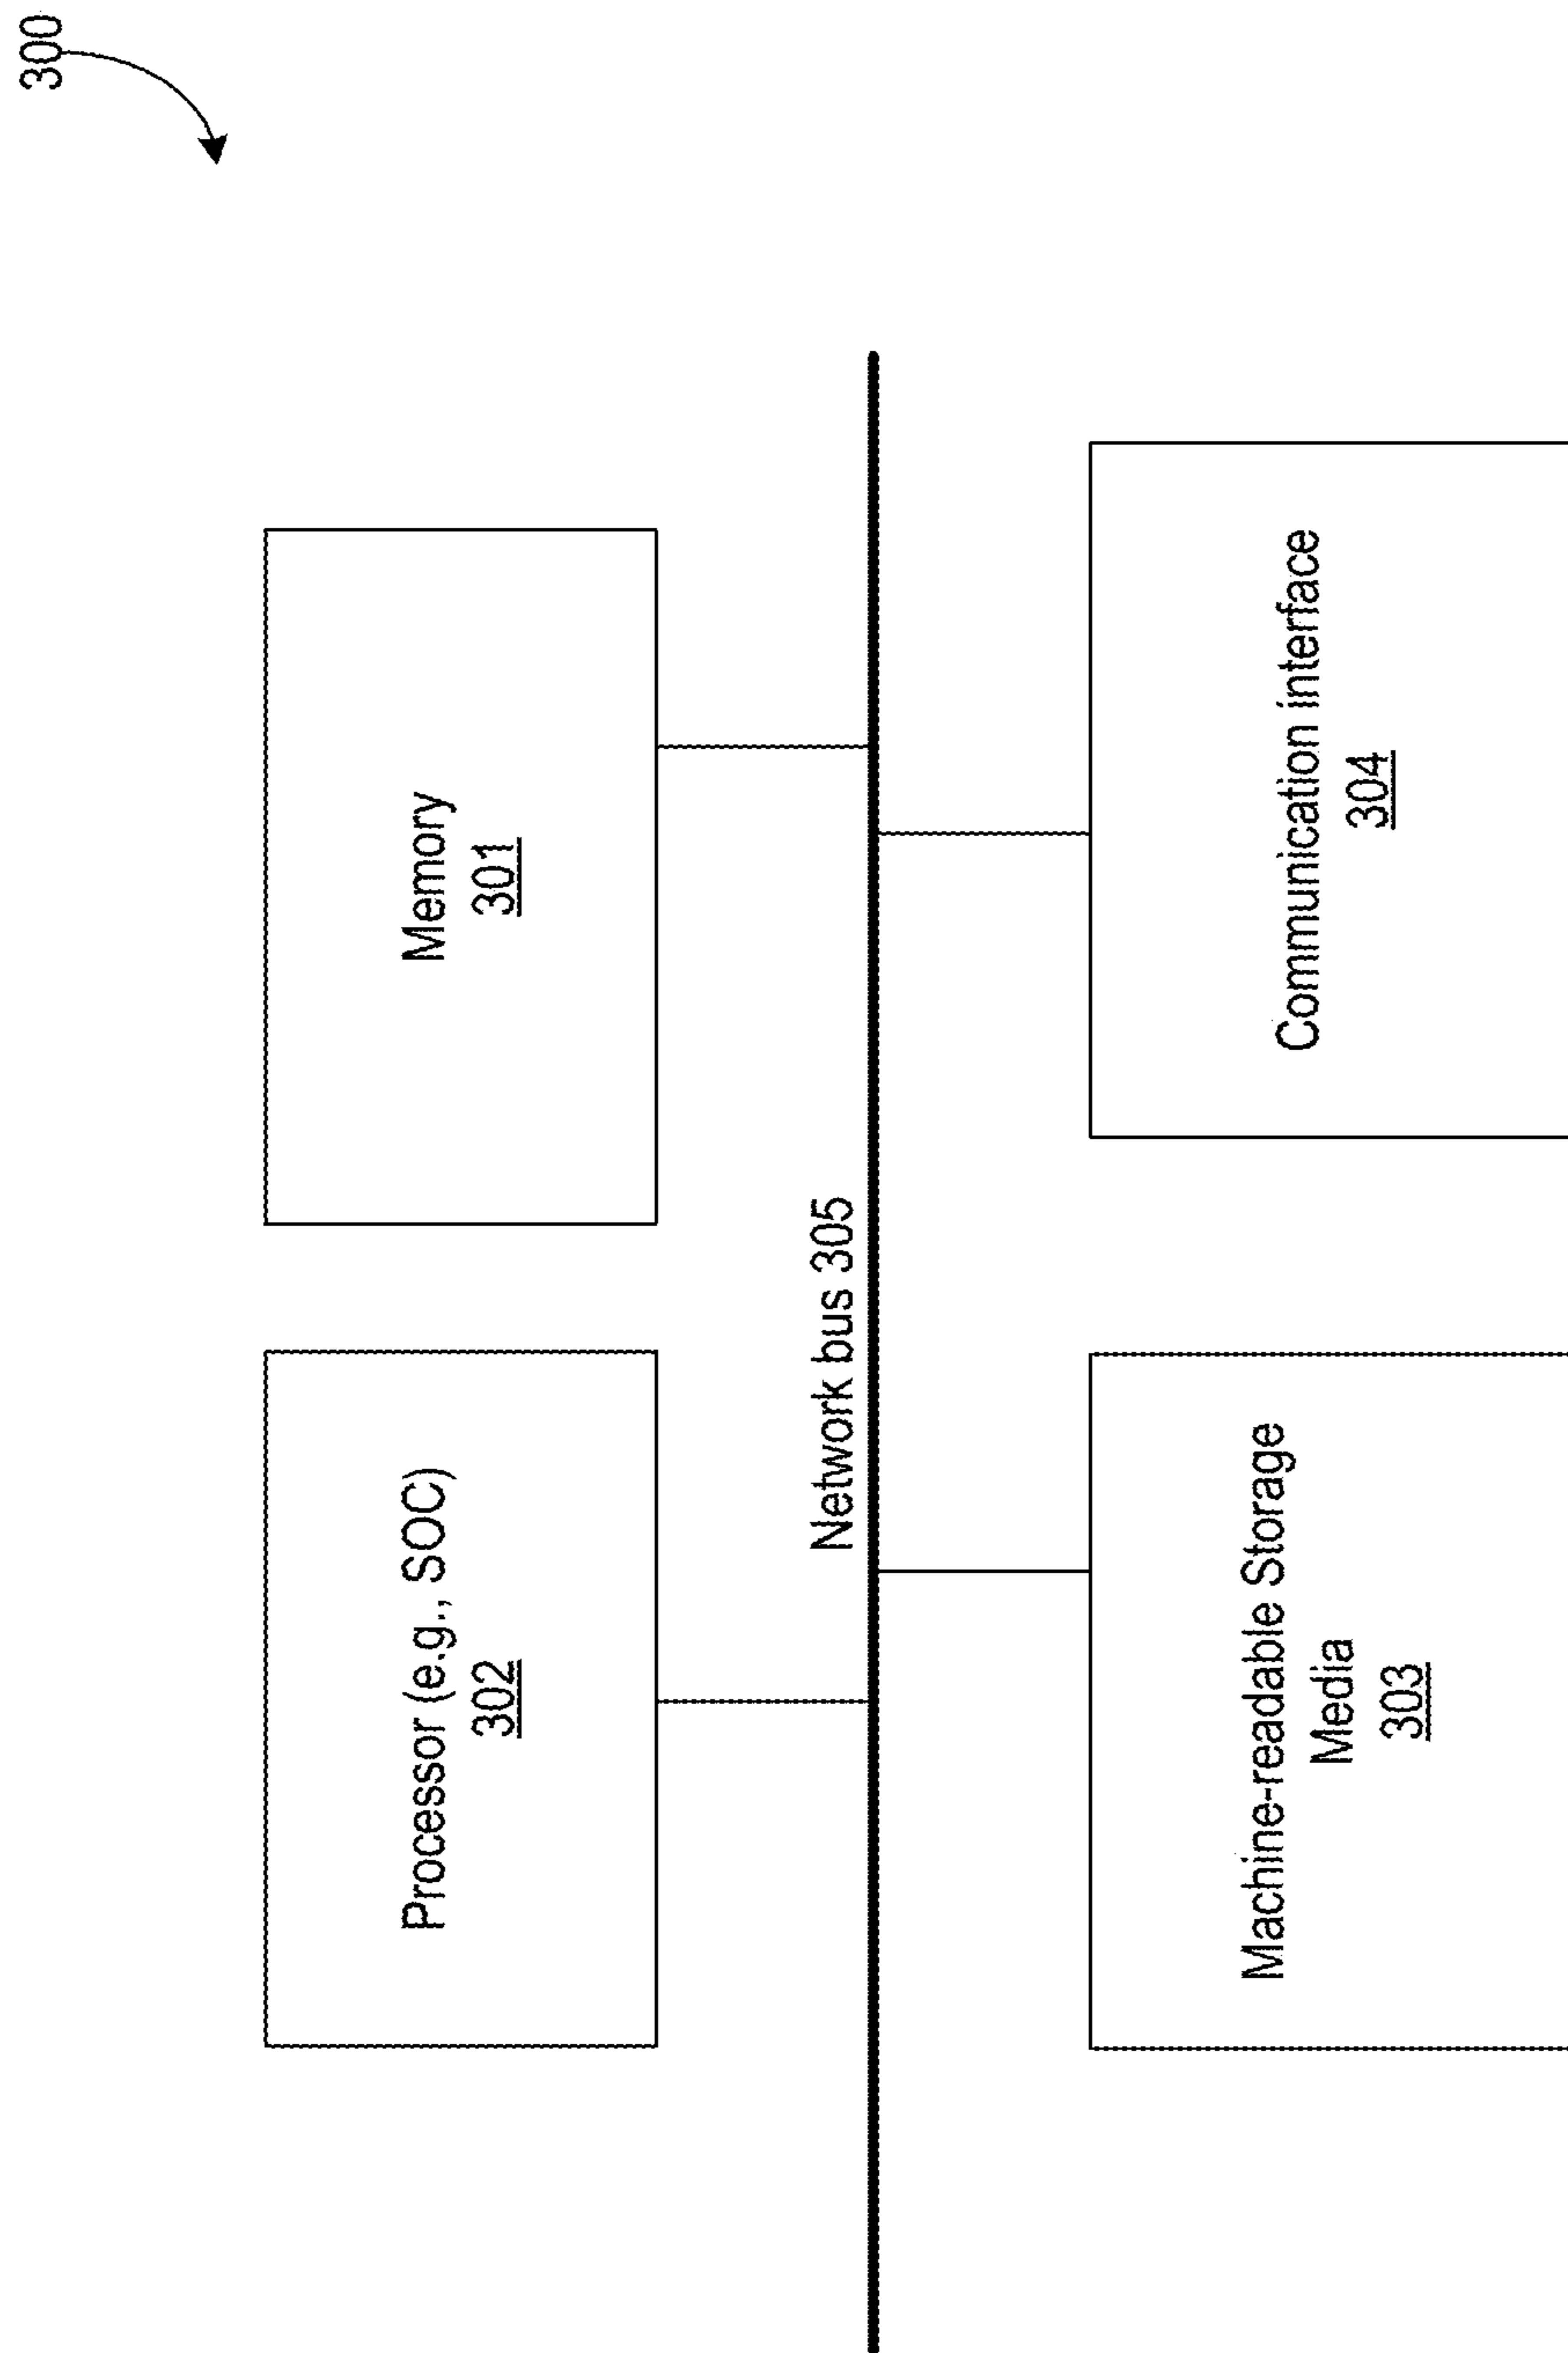 300
Processor (e.g., SOC)
302
Memory
301
Network bus 305
Machine-readable Storage
Media
303
Communication interface
304